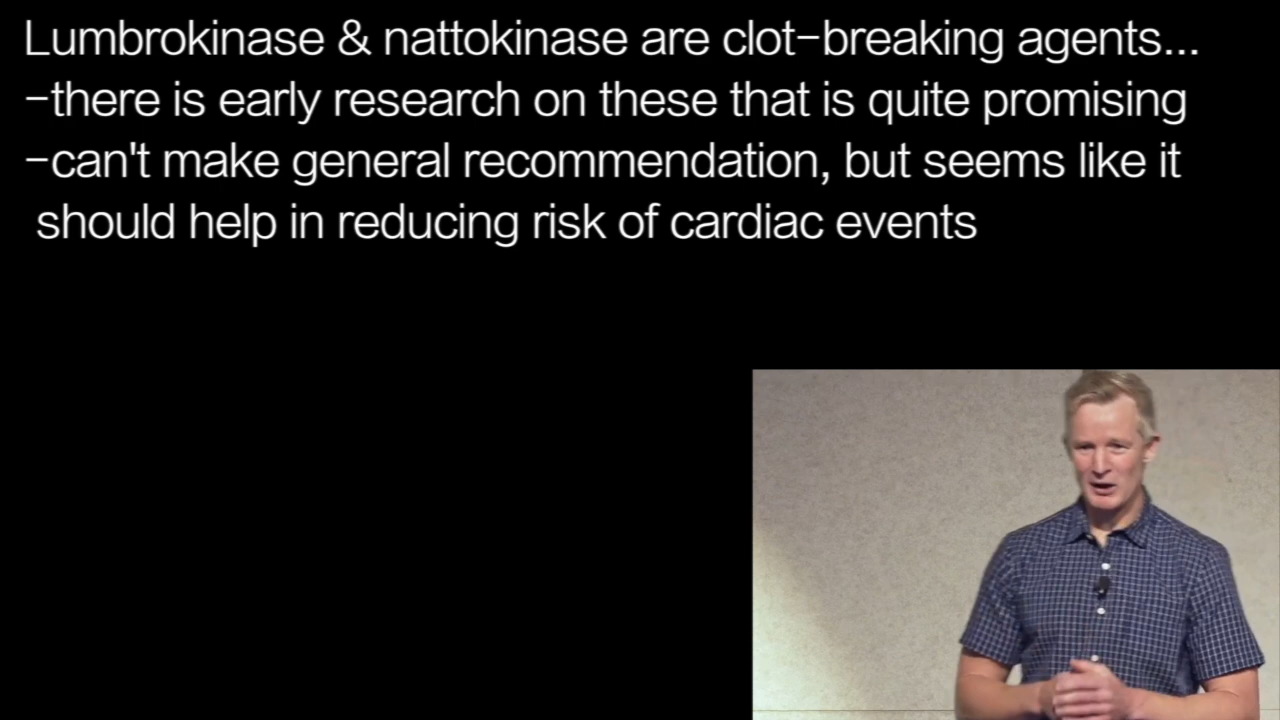 Lumbrokinase & nattokinase are clot-breaking agents...
-there is early research on these that is quite promising
-can't make general recommendation, but seems like it
should help in reducing risk of cardiac events